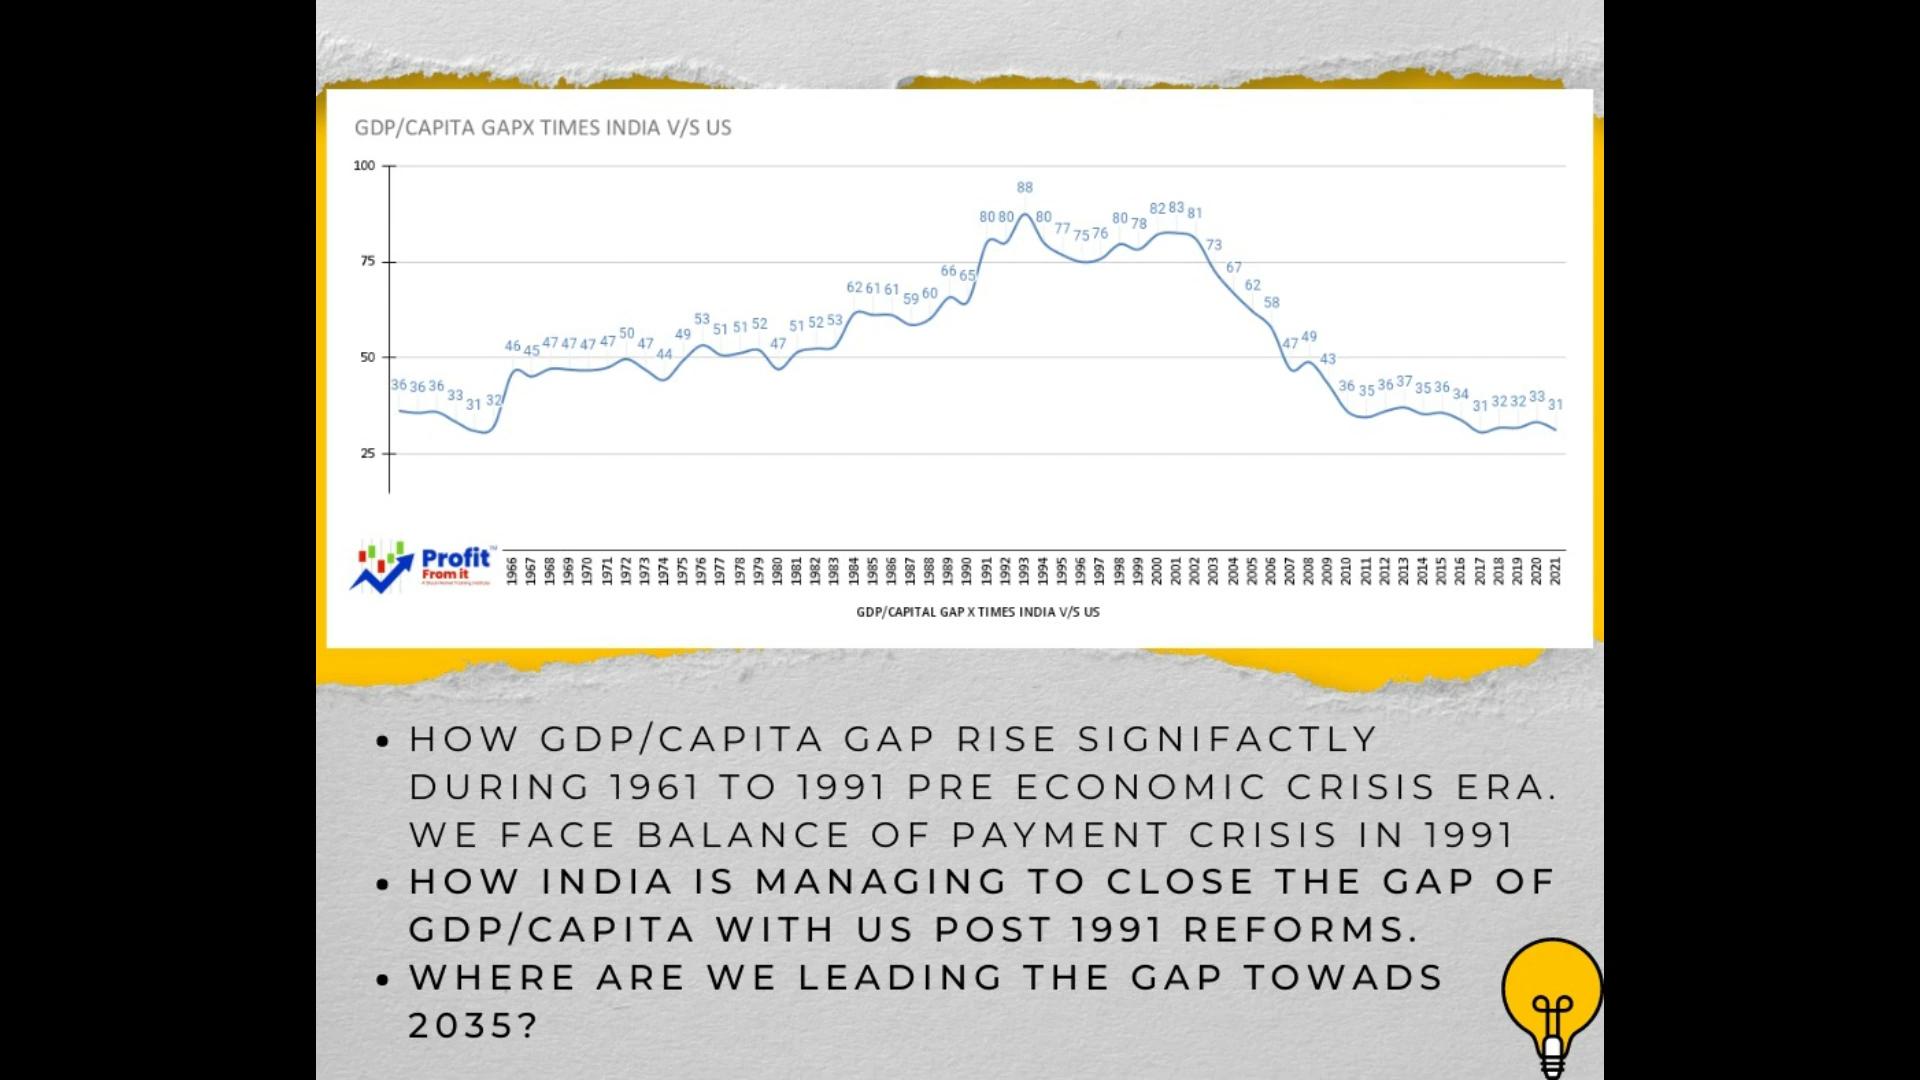 GDP/CAPITA GAPX TIMES INDIA V/S US
100
75
50
25
36 36 36 33 31 32 46 45 47 47 47 47 50 47 44 49 53 51 51 52 47 51 52 53 62 61 61 59 60 66 65 80 80 88 80 77 75 76 80 78 82 83 81 73 67 62 58 47 49 43 36 35 36 37 35 36 34 31 32 32 33 31
Profit™
From it
A Stock Market Training Institute
1966 1967 1968 1969 1970 1971 1972 1973 1974 1975 1976 1977 1978 1979 1980 1981 1982 1983 1984 1985 1986 1987 1988 1989 1990 1991 1992 1993 1994 1995 1996 1997 1998 1999 2000 2001 2002 2003 2004 2005 2006 2007 2008 2009 2010 2011 2012 2013 2014 2015 2016 2017 2018 2019 2020 2021
GDP/CAPITAL GAP X TIMES INDIA V/S US
• HOW GDP/CAPITA GAP RISE SIGNIFACTLY
DURING 1961 TO 1991 PRE ECONOMIC CRISIS ERA.
WE FACE BALANCE OF PAYMENT CRISIS IN 1991
• HOW INDIA IS MANAGING TO CLOSE THE GAP OF
GDP/CAPITA WITH US POST 1991 REFORMS.
• WHERE ARE WE LEADING THE GAP TOWADS
2035?